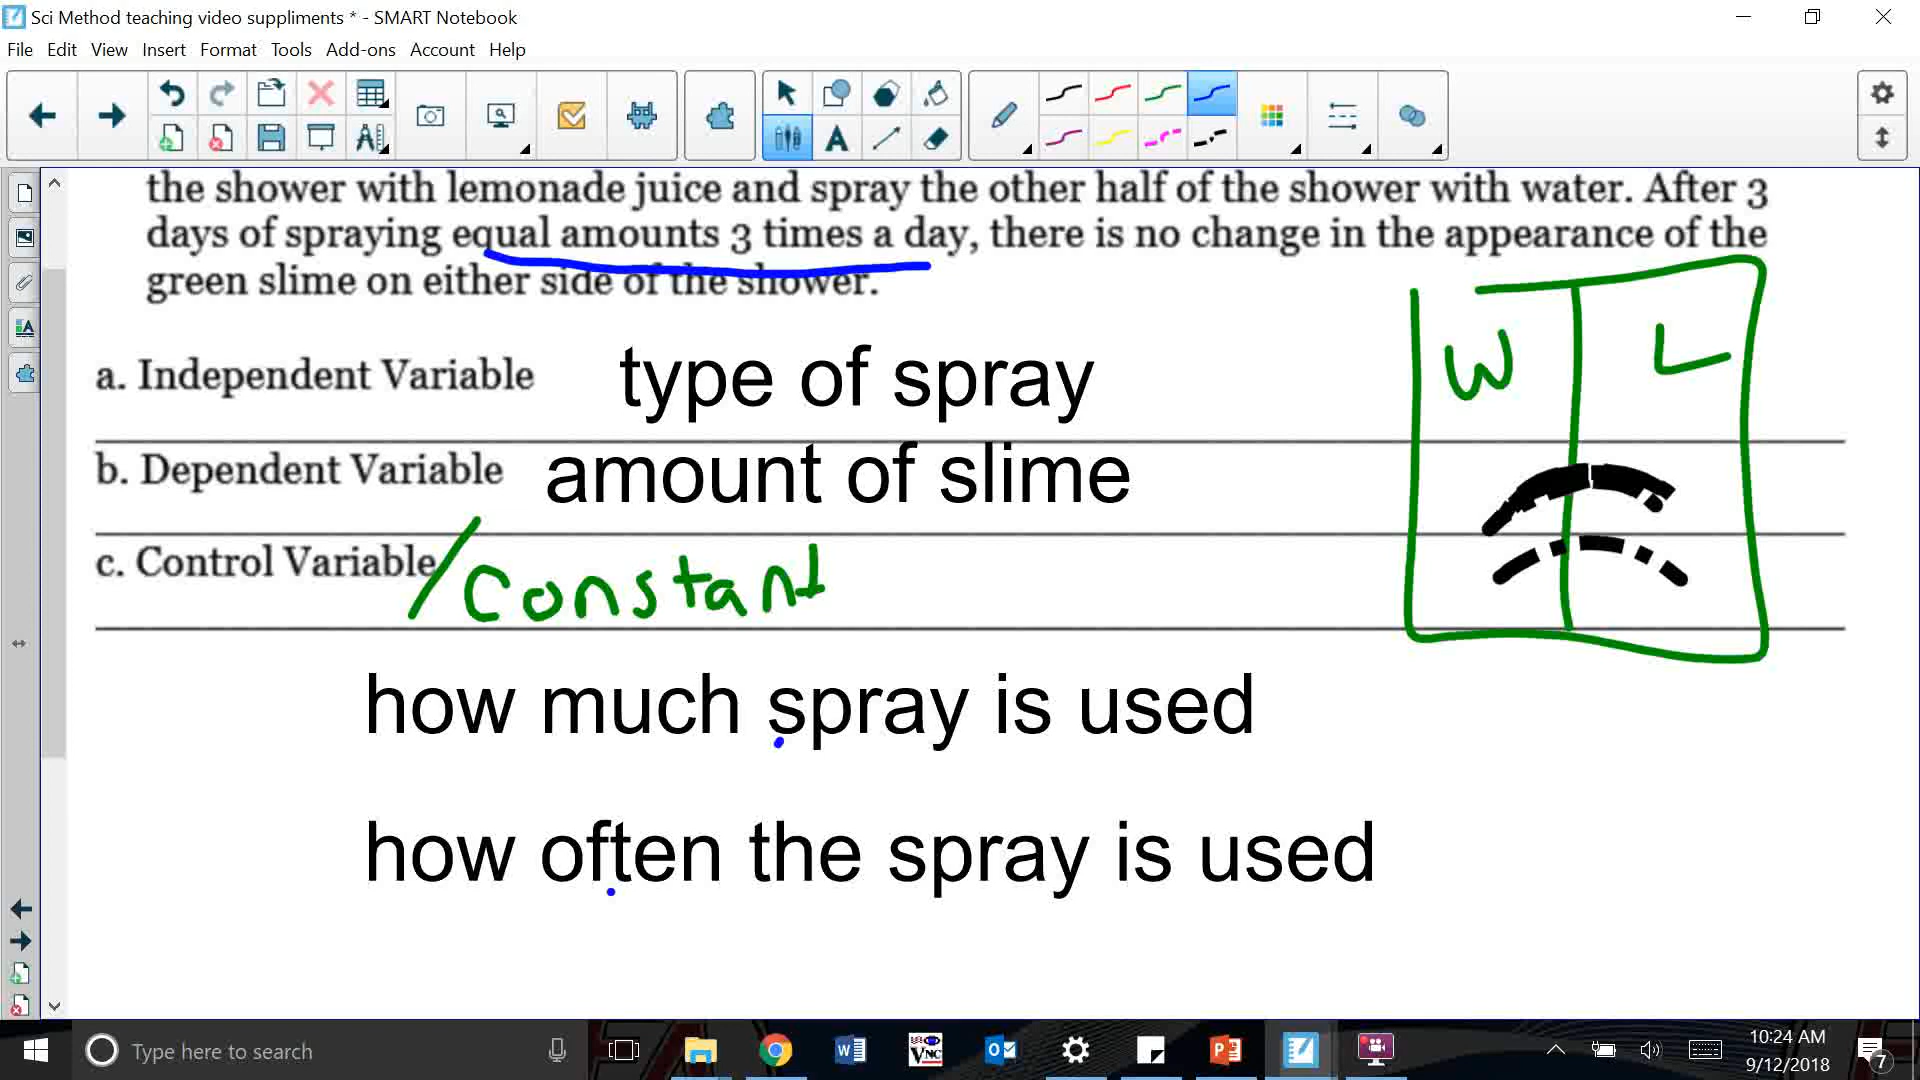 Sci Method teaching video suppliments * - SMART Notebook
File Edit View Insert Format Tools Add-ons Account Help
the shower with lemonade juice and spray the other half of the shower with water. After 3
days of spraying equal amounts 3 times a day, there is no change in the appearance of the
green slime on either side of the shower.
W L
a. Independent Variable type of spray
b. Dependent Variable amount of slime
c. Control Variable / Constant
how much spray is used
how often the spray is used
Type here to search
10:24 AM
9/12/2018
7